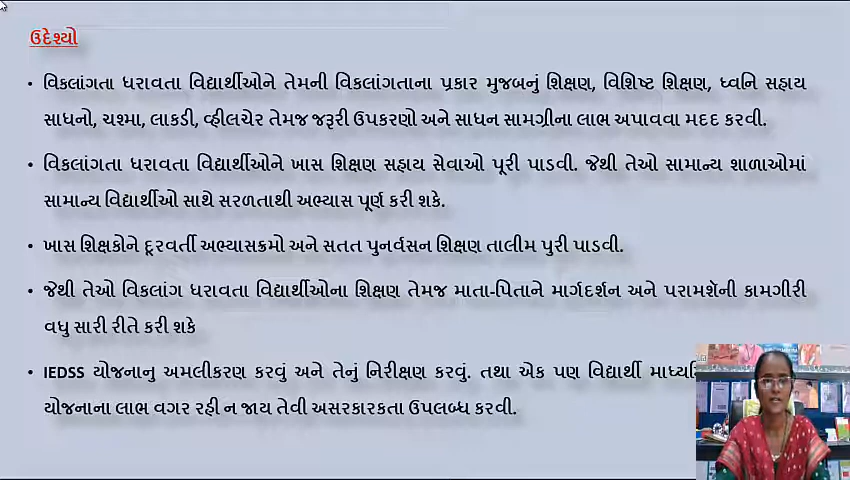 ઉદેશ્યો
• વિકલાંગતા ધરાવતા વિદ્યાર્થીઓને તેમની વિકલાંગતાના પ્રકાર મુજબનું શિક્ષણ, વિશિષ્ટ શિક્ષણ, ધ્વનિ સહાય
સાધનો, ચશ્મા, લાકડી, વ્હીલચેર તેમજ જરૂરી ઉપકરણો અને સાધન સામગ્રીના લાભ અપાવવા મદદ કરવી.
• વિકલાંગતા ધરાવતા વિદ્યાર્થીઓને ખાસ શિક્ષણ સહાય સેવાઓ પૂરી પાડવી. જેથી તેઓ સામાન્ય શાળાઓમાં
સામાન્ય વિદ્યાર્થીઓ સાથે સરળતાથી અભ્યાસ પૂર્ણ કરી શકે.
• ખાસ શિક્ષકોને દૂરવર્તી અભ્યાસક્રમો અને સતત પુનર્વસન શિક્ષણ તાલીમ પુરી પાડવી.
• જેથી તેઓ વિકલાંગ ધરાવતા વિદ્યાર્થીઓના શિક્ષણ તેમજ માતા-પિતાને માર્ગદર્શન અને પરામર્શની કામગીરી
વધુ સારી રીતે કરી શકે
• IEDSS યોજનાનુ અમલીકરણ કરવું અને તેનું નિરીક્ષણ કરવું. તથા એક પણ વિદ્યાર્થી
યોજનાના લાભ વગર રહી ન જાય તેવી અસરકારકતા ઉપલબ્ધ કરવી.